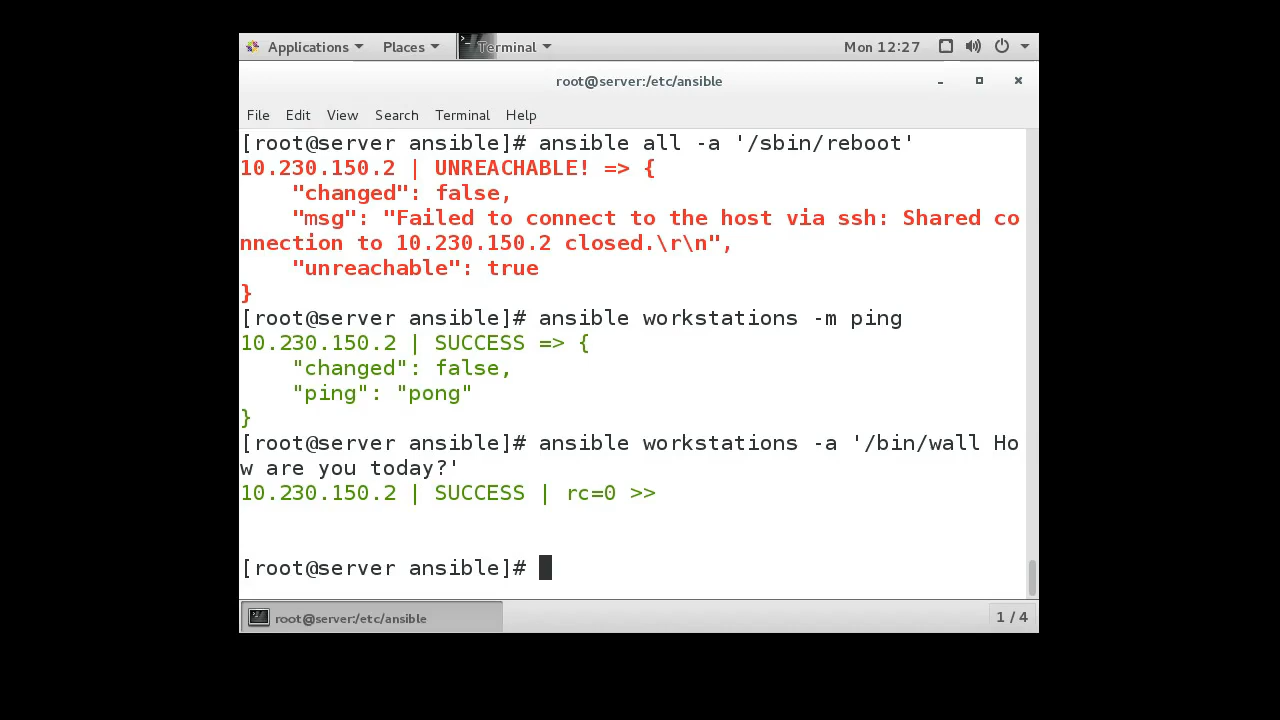 Applications Places Terminal Mon 12:27
root@server:/etc/ansible
File Edit View Search Terminal Help
[root@server ansible]# ansible all -a '/sbin/reboot'
10.230.150.2 | UNREACHABLE! => {
    "changed": false,
    "msg": "Failed to connect to the host via ssh: Shared co
nnection to 10.230.150.2 closed.\r\n",
    "unreachable": true
}
[root@server ansible]# ansible workstations -m ping
10.230.150.2 | SUCCESS => {
    "changed": false,
    "ping": "pong"
}
[root@server ansible]# ansible workstations -a '/bin/wall Ho
w are you today?'
10.230.150.2 | SUCCESS | rc=0 >>
[root@server ansible]#
root@server:/etc/ansible 1 / 4